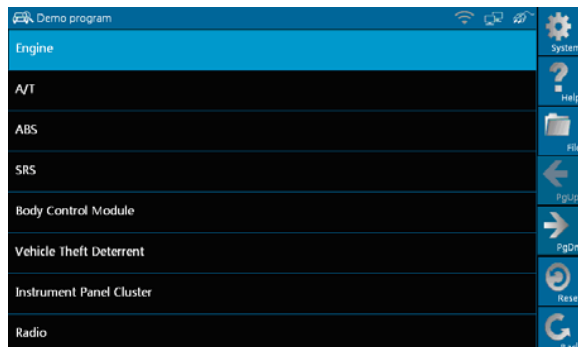 Demo program
Engine
A/T
ABS
SRS
Body Control Module
Vehicle Theft Deterrent
Instrument Panel Cluster
Radio
System
Help
File
PgUp
PgDn
Rese